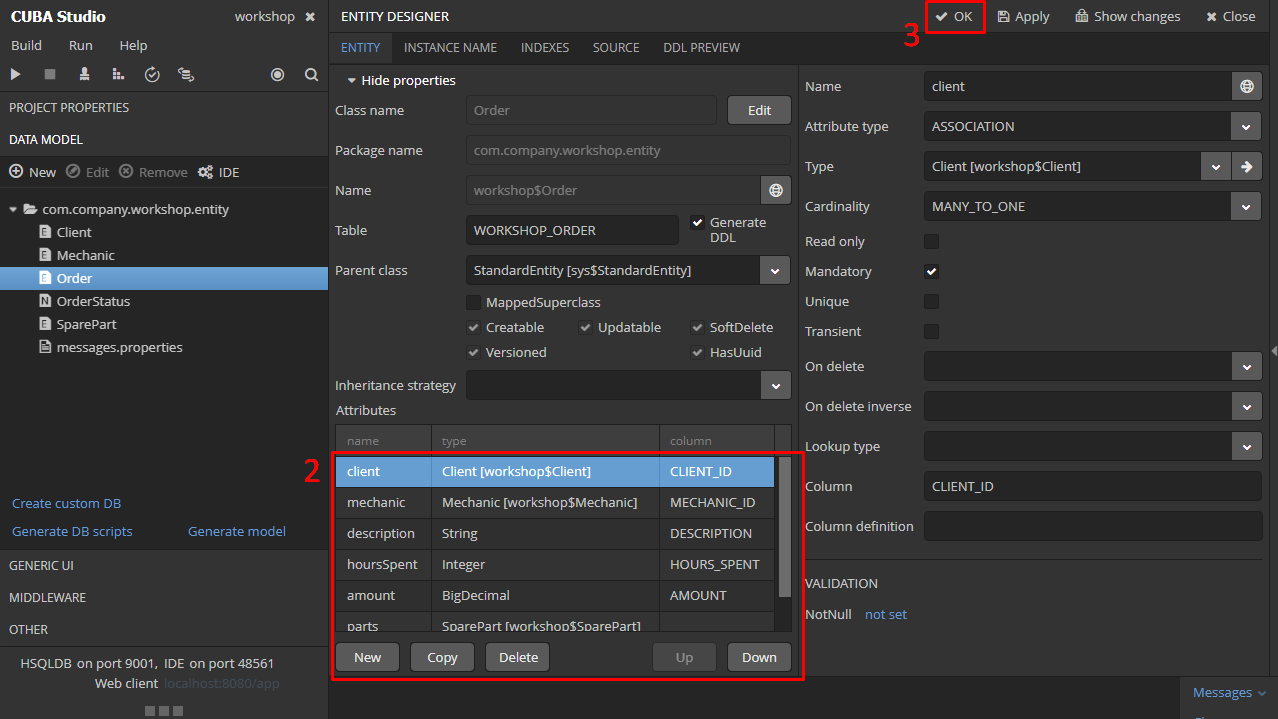 CUBA Studio
workshop
Build Run Help
PROJECT PROPERTIES
DATA MODEL
New Edit Remove IDE
com.company.workshop.entity
Client
Mechanic
Order
OrderStatus
SparePart
messages.properties
Create custom DB
Generate DB scripts Generate model
GENERIC UI
MIDDLEWARE
OTHER
HSQLDB on port 9001, IDE on port 48561
Web client localhost:8080/app
ENTITY DESIGNER
3
OK Apply Show changes Close
ENTITY INSTANCE NAME INDEXES SOURCE DDL PREVIEW
Hide properties
Class name Order Edit
Package name com.company.workshop.entity
Name workshop$Order
Table WORKSHOP_ORDER Generate
DDL
Parent class StandardEntity [sys$StandardEntity]
MappedSuperclass
Creatable Updatable SoftDelete
Versioned HasUuid
Inheritance strategy
Attributes
name type column
2
client Client [workshop$Client] CLIENT_ID
mechanic Mechanic [workshop$Mechanic] MECHANIC_ID
description String DESCRIPTION
hoursSpent Integer HOURS_SPENT
amount BigDecimal AMOUNT
parts SparePart [workshop$SparePart]
New Copy Delete Up Down
Name client
Attribute type ASSOCIATION
Type Client [workshop$Client]
Cardinality MANY_TO_ONE
Read only
Mandatory
Unique
Transient
On delete
On delete inverse
Lookup type
Column CLIENT_ID
Column definition
VALIDATION
NotNull not set
Messages